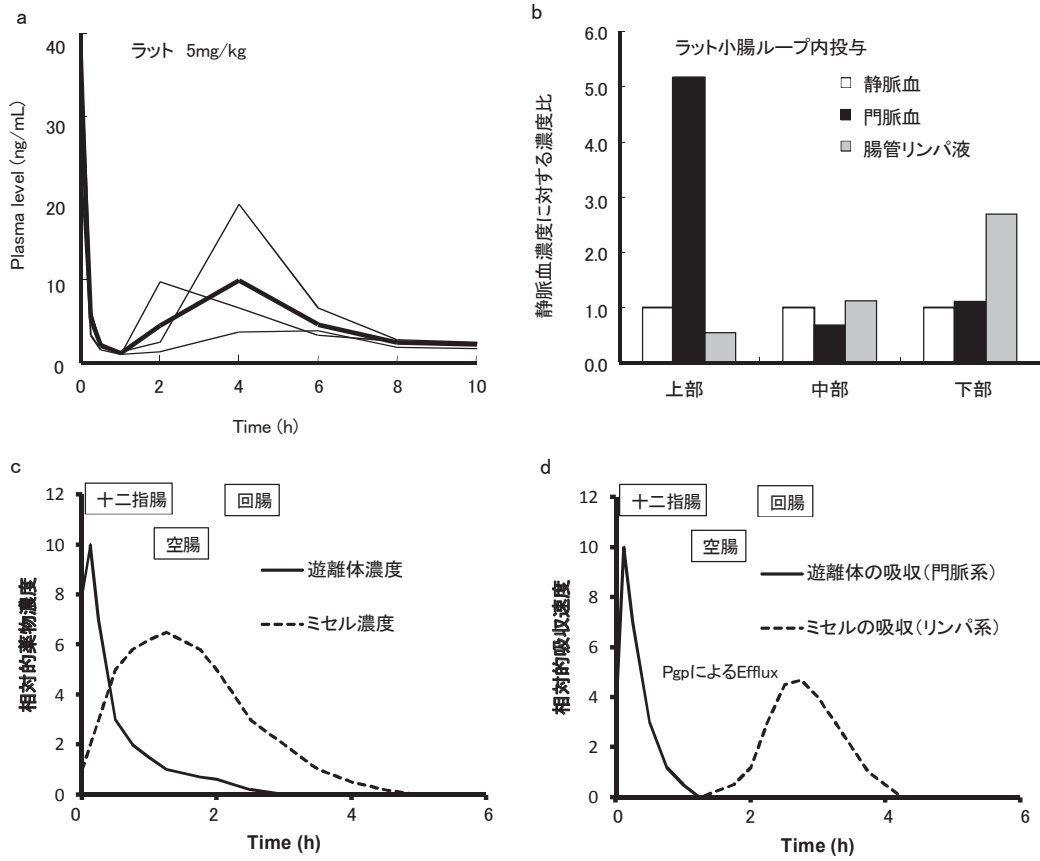 a
ラット 5mg/kg
Plasma level (ng/mL)
40
30
20
10
0
0 2 4 6 8 10
Time (h)
b
ラット小腸ループ内投与
静脈血濃度に対する濃度比
6.0
5.0
4.0
3.0
2.0
1.0
0.0
静脈血
門脈血
腸管リンパ液
上部 中部 下部
c
十二指腸
回腸
空腸
遊離体濃度
ミセル濃度
相対的薬物濃度
12
10
8
6
4
2
0
0 2 4 6
Time (h)
d
十二指腸
回腸
空腸
遊離体の吸収(門脈系)
ミセルの吸収(リンパ系)
PgpによるEfflux
相対的吸収速度
12
10
8
6
4
2
0
0 2 4 6
Time (h)